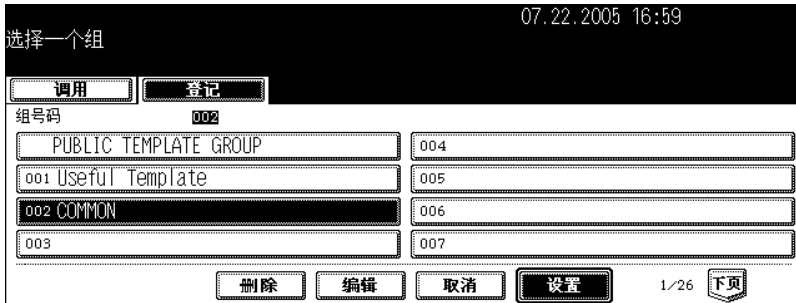 07.22.2005 16:59
选择一个组
调用 登记
组号码 002
PUBLIC TEMPLATE GROUP 004
001 Useful Template 005
002 COMMON 006
003 007
删除 编辑 取消 设置 1/26 下页